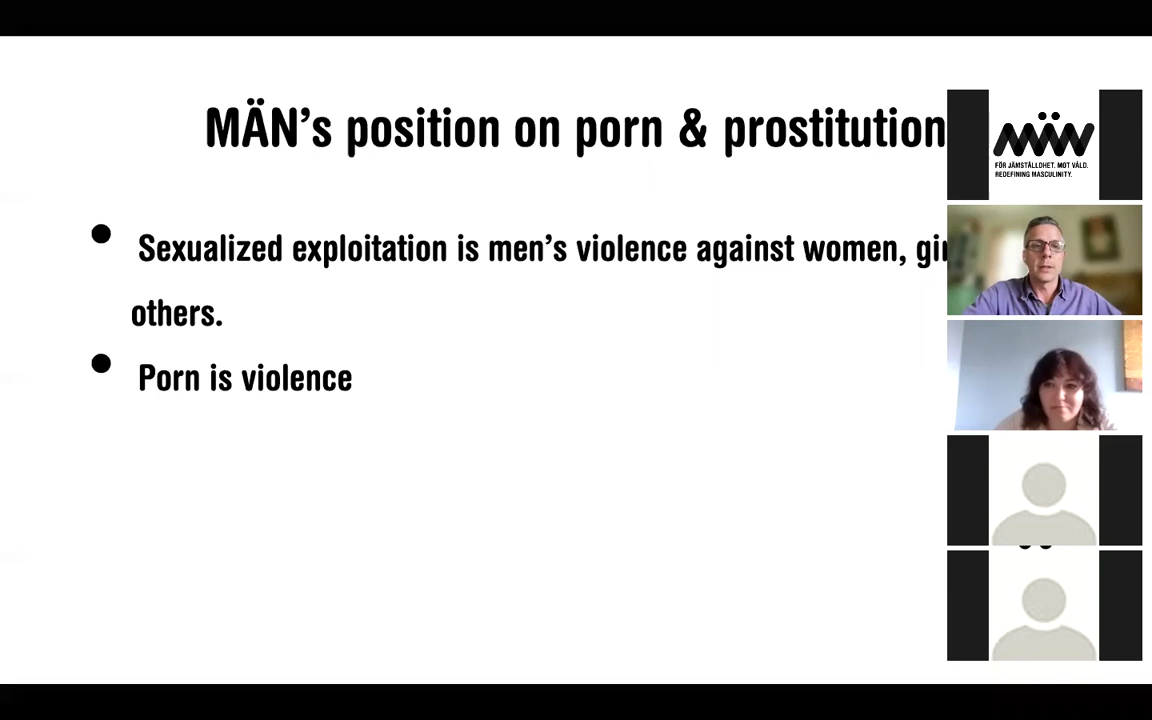 MÄN’s position on porn & prostitution
Sexualized exploitation is men’s violence against women,
others.
Porn is violence
MÄN
FÖR JÄMSTÄLLDHET. MOT VÅLD.
REDEFINING MASCULINITY.